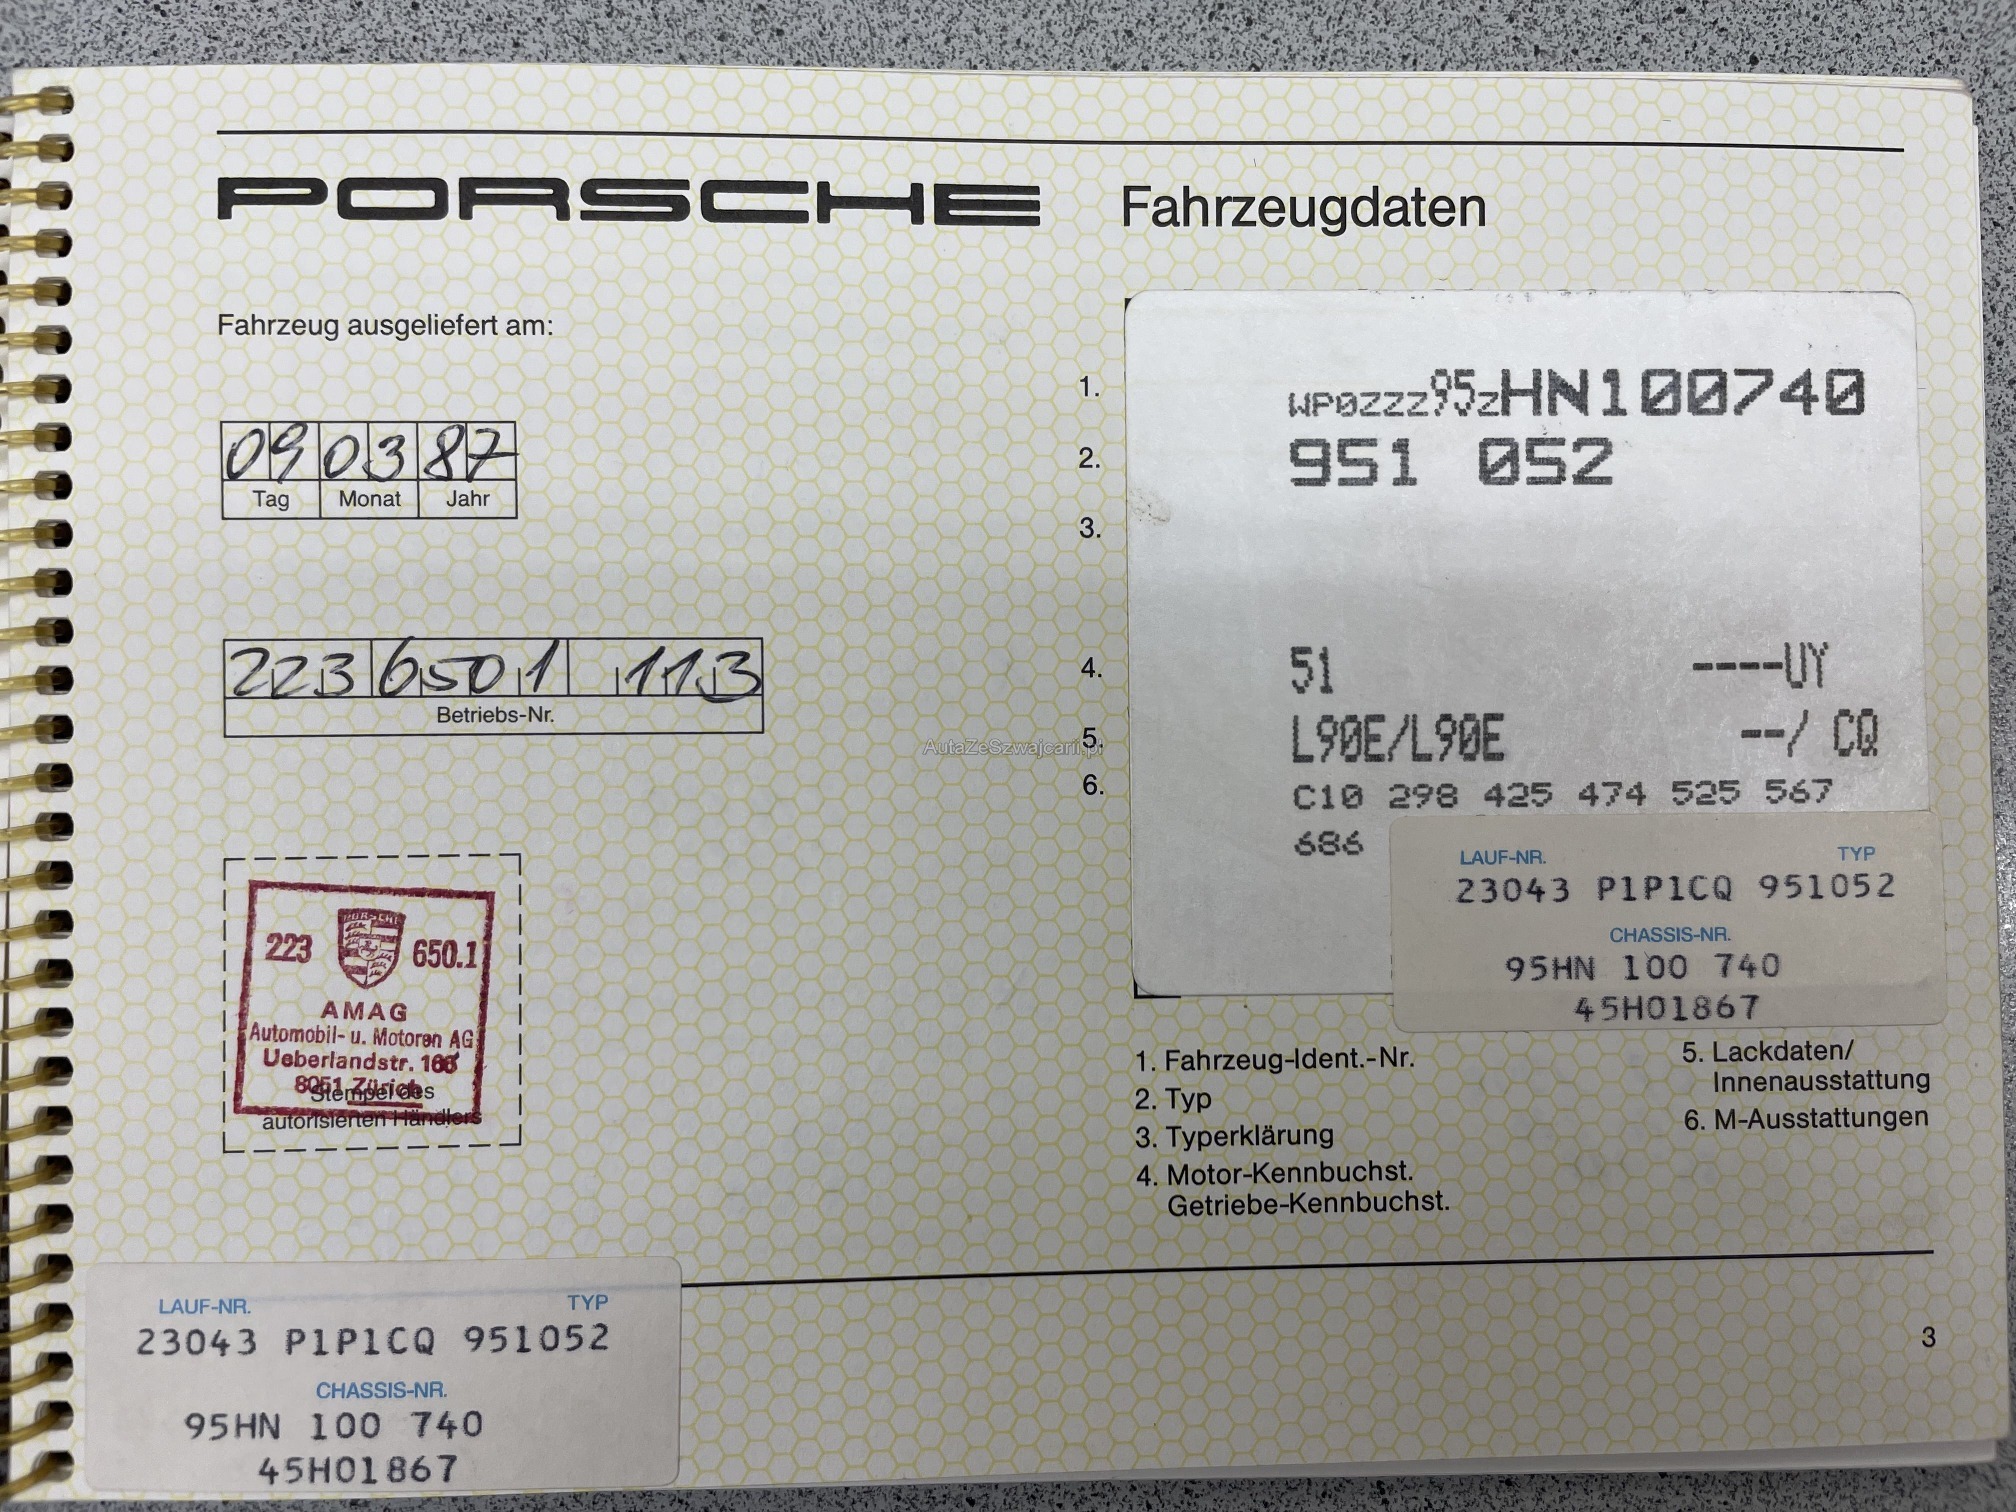 PORSCHE Fahrzeugdaten
Fahrzeug ausgeliefert am:
09 03 87
Tag Monat Jahr
223 6501 113
Betriebs-Nr.
PORSCHE
223 650.1
AMAG
Automobil- u. Motoren AG
Ueberlandstr. 166
8051 Zürich
Stempel des
autorisierten Händlers
1.
2.
3.
4.
5.
6.
WP0ZZZ95ZHN100740
951 052
51 ----UY
L90E/L90E --/ CQ
C10 298 425 474 525 567
686
LAUF-NR. TYP
23043 P1P1CQ 951052
CHASSIS-NR.
95HN 100 740
45H01867
1. Fahrzeug-Ident.-Nr.
2. Typ
3. Typerklärung
4. Motor-Kennbuchst.
Getriebe-Kennbuchst.
5. Lackdaten/
Innenausstattung
6. M-Ausstattungen
LAUF-NR. TYP
23043 P1P1CQ 951052
CHASSIS-NR.
95HN 100 740
45H01867
3
AutaZeSzwajcarii.pl